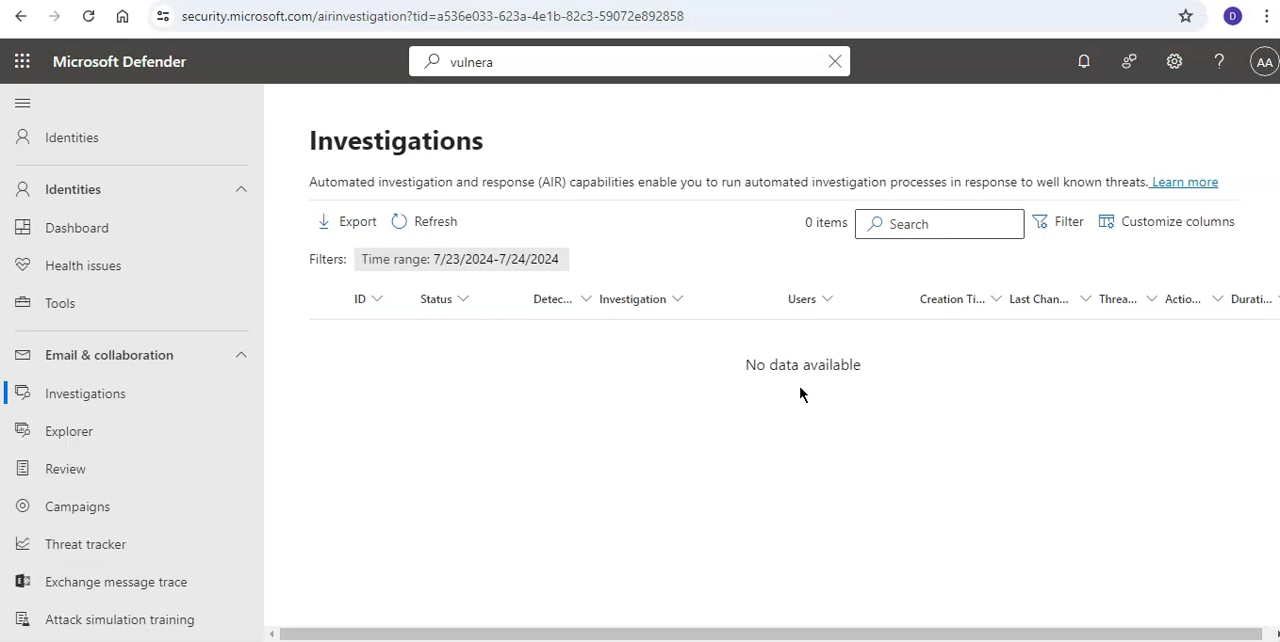 security.microsoft.com/airinvestigation?tid=a536e033-623a-4e1b-82c3-59072e892858
D
Microsoft Defender
vulnera
?
AA
Identities
Identities
Dashboard
Health issues
Tools
Email & collaboration
Investigations
Explorer
Review
Campaigns
Threat tracker
Exchange message trace
Attack simulation training
Investigations
Automated investigation and response (AIR) capabilities enable you to run automated investigation processes in response to well known threats. Learn more
Export Refresh 0 items Search Filter Customize columns
Filters: Time range: 7/23/2024-7/24/2024
ID Status Detec... Investigation Users Creation Ti... Last Chan... Threa... Actio... Durati...
No data available